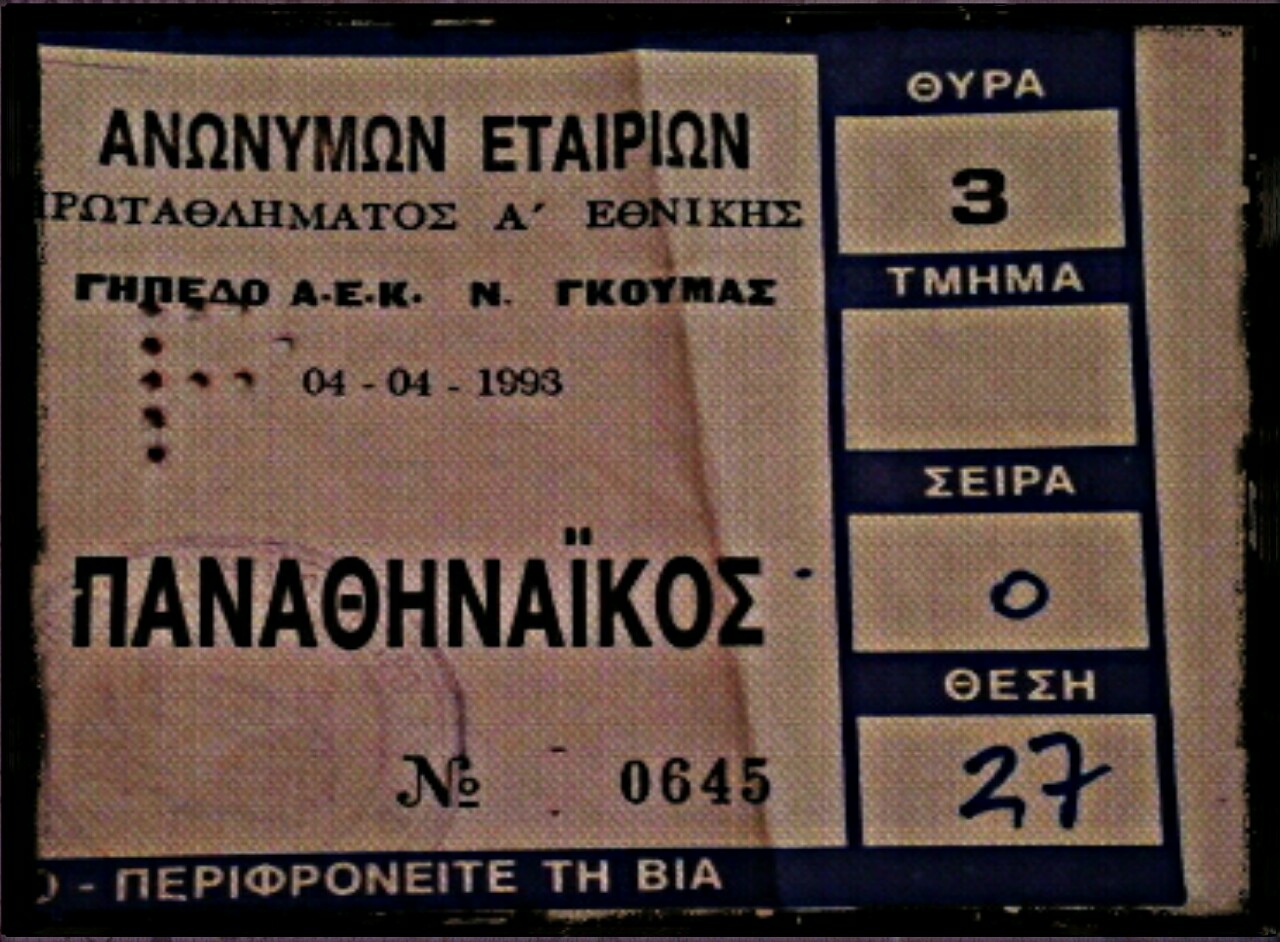 ΑΝΩΝΥΜΩΝ ΕΤΑΙΡΙΩΝ
ΠΡΩΤΑΘΛΗΜΑΤΟΣ Α΄ ΕΘΝΙΚΗΣ
ΓΗΠΕΔΟ Α.Ε.Κ. Ν. ΓΚΟΥΜΑΣ
04 - 04 - 1993
ΠΑΝΑΘΗΝΑΪΚΟΣ
№ 0645
- ΠΕΡΙΦΡΟΝΕΙΤΕ ΤΗ ΒΙΑ
ΘΥΡΑ
3
ΤΜΗΜΑ
ΣΕΙΡΑ
0
ΘΕΣΗ
27